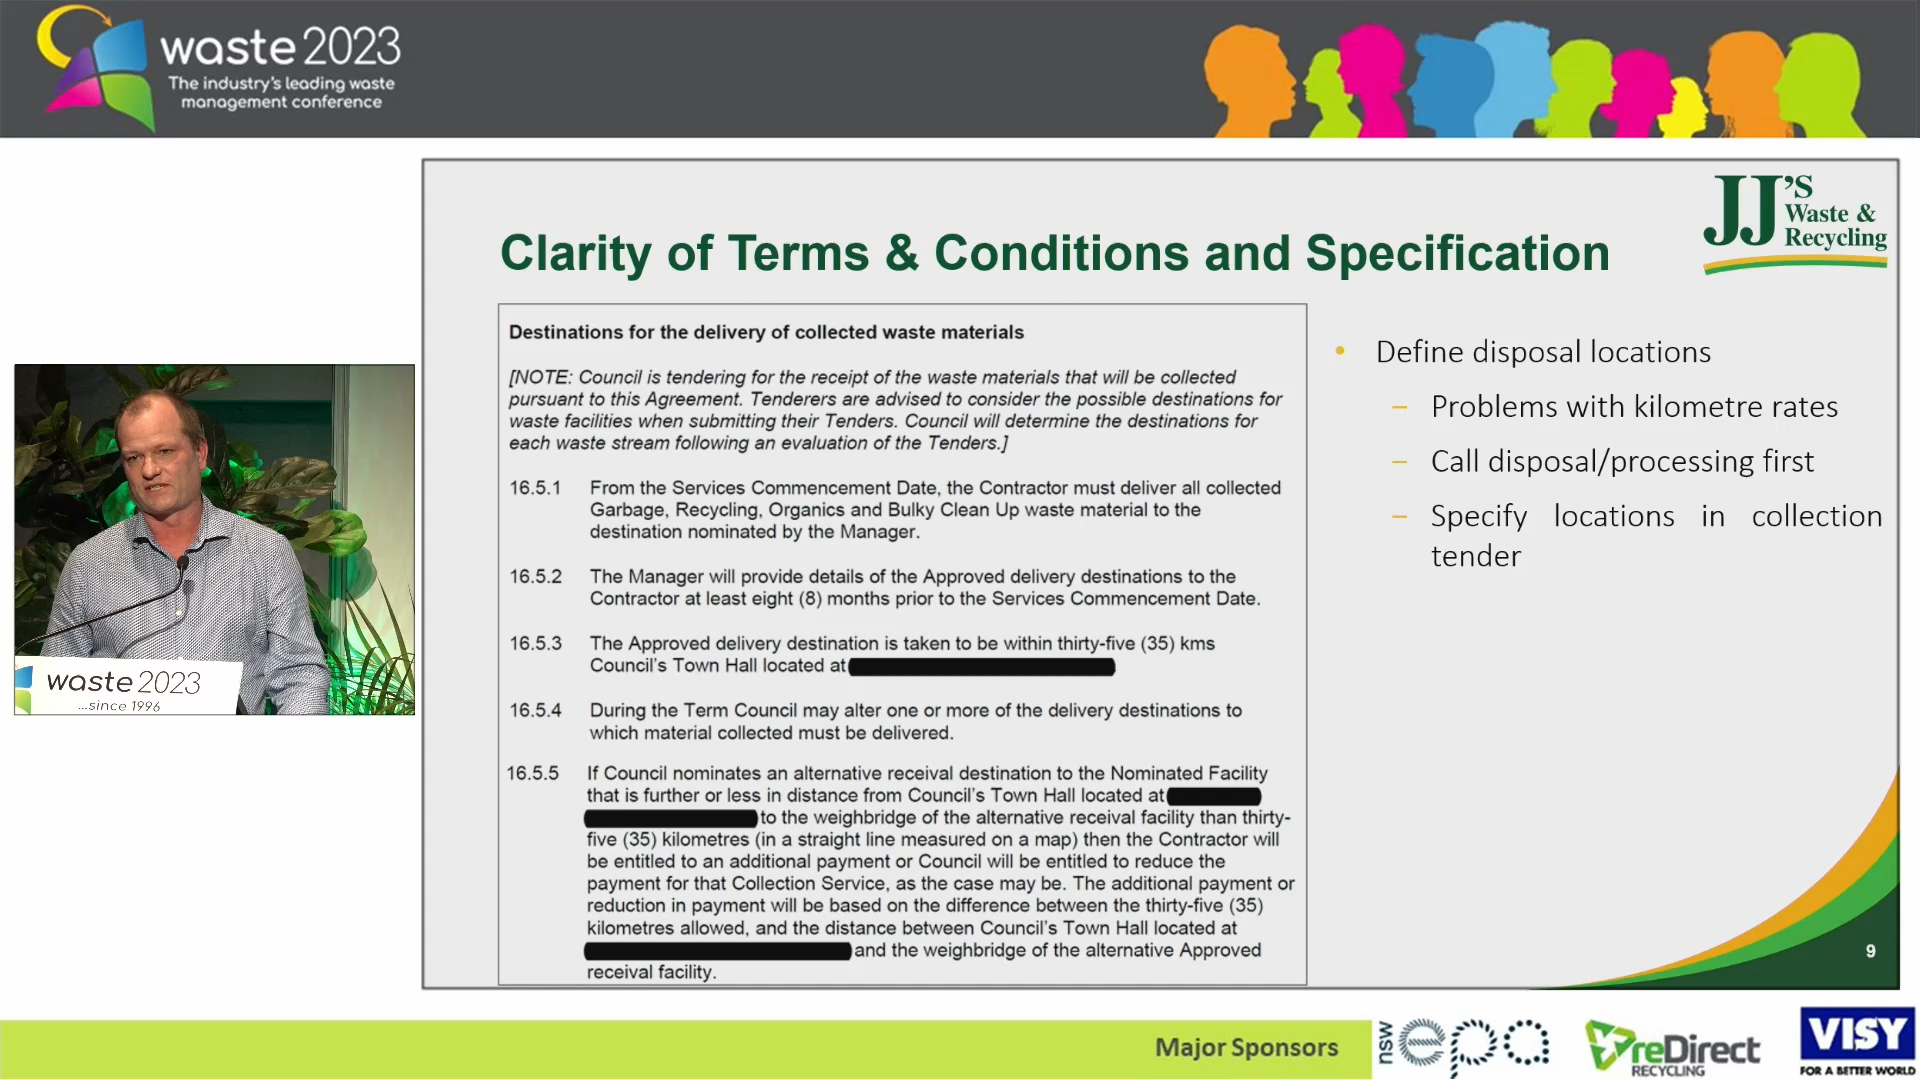 waste 2023
The industry's leading waste
management conference
JJ'S
Waste &
Recycling
Clarity of Terms & Conditions and Specification
Destinations for the delivery of collected waste materials
[NOTE: Council is tendering for the receipt of the waste materials that will be collected
pursuant to this Agreement. Tenderers are advised to consider the possible destinations for
waste facilities when submitting their Tenders. Council will determine the destinations for
each waste stream following an evaluation of the Tenders.]
16.5.1 From the Services Commencement Date, the Contractor must deliver all collected
Garbage, Recycling, Organics and Bulky Clean Up waste material to the
destination nominated by the Manager.
16.5.2 The Manager will provide details of the Approved delivery destinations to the
Contractor at least eight (8) months prior to the Services Commencement Date.
16.5.3 The Approved delivery destination is taken to be within thirty-five (35) kms
Council's Town Hall located at
16.5.4 During the Term Council may alter one or more of the delivery destinations to
which material collected must be delivered.
16.5.5 If Council nominates an alternative receival destination to the Nominated Facility
that is further or less in distance from Council's Town Hall located at
to the weighbridge of the alternative receival facility than thirty-
five (35) kilometres (in a straight line measured on a map) then the Contractor will
be entitled to an additional payment or Council will be entitled to reduce the
payment for that Collection Service, as the case may be. The additional payment or
reduction in payment will be based on the difference between the thirty-five (35)
kilometres allowed, and the distance between Council's Town Hall located at
and the weighbridge of the alternative Approved
receival facility.
• Define disposal locations
– Problems with kilometre rates
– Call disposal/processing first
– Specify locations in collection
tender
9
waste 2023
...since 1996
Major Sponsors
nsw epa
reDirect
RECYCLING
VISY
FOR A BETTER WORLD